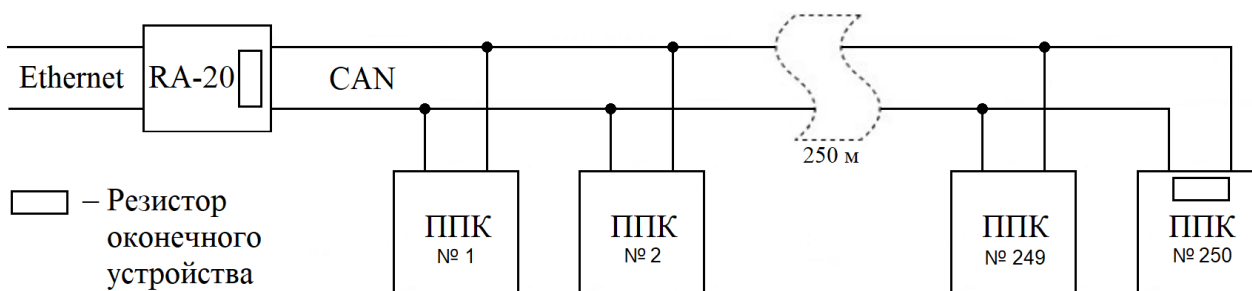 Ethernet RA-20 CAN
250 м
– Резистор
оконечного
устройства
ППК
№ 1
ППК
№ 2
ППК
№ 249
ППК
№ 250